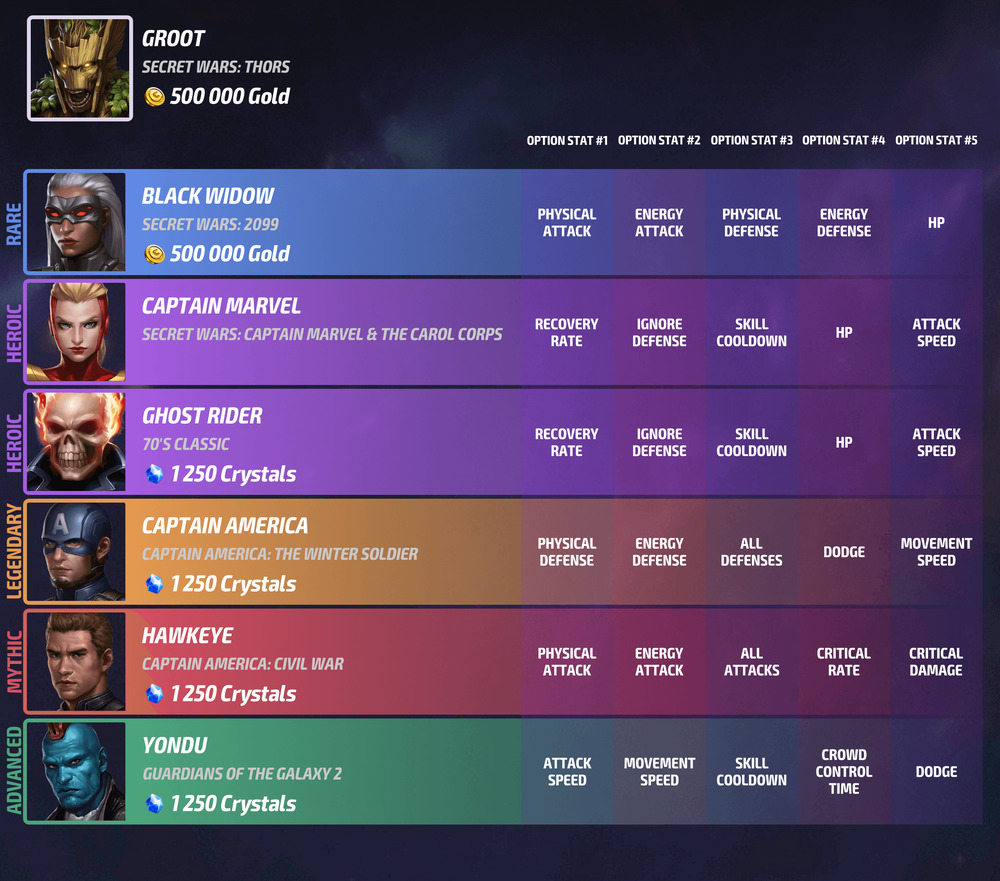 GROOT
SECRET WARS: THORS
500 000 Gold
OPTION STAT #1 OPTION STAT #2 OPTION STAT #3 OPTION STAT #4 OPTION STAT #5
RARE
BLACK WIDOW
SECRET WARS: 2099
500 000 Gold
PHYSICAL
ATTACK
ENERGY
ATTACK
PHYSICAL
DEFENSE
ENERGY
DEFENSE
HP
HEROIC
CAPTAIN MARVEL
SECRET WARS: CAPTAIN MARVEL & THE CAROL CORPS
RECOVERY
RATE
IGNORE
DEFENSE
SKILL
COOLDOWN
HP
ATTACK
SPEED
HEROIC
GHOST RIDER
70'S CLASSIC
1 250 Crystals
RECOVERY
RATE
IGNORE
DEFENSE
SKILL
COOLDOWN
HP
ATTACK
SPEED
LEGENDARY
A
CAPTAIN AMERICA
CAPTAIN AMERICA: THE WINTER SOLDIER
1 250 Crystals
PHYSICAL
DEFENSE
ENERGY
DEFENSE
ALL
DEFENSES
DODGE
MOVEMENT
SPEED
MYTHIC
HAWKEYE
CAPTAIN AMERICA: CIVIL WAR
1 250 Crystals
PHYSICAL
ATTACK
ENERGY
ATTACK
ALL
ATTACKS
CRITICAL
RATE
CRITICAL
DAMAGE
ADVANCED
YONDU
GUARDIANS OF THE GALAXY 2
1 250 Crystals
ATTACK
SPEED
MOVEMENT
SPEED
SKILL
COOLDOWN
CROWD
CONTROL
TIME
DODGE